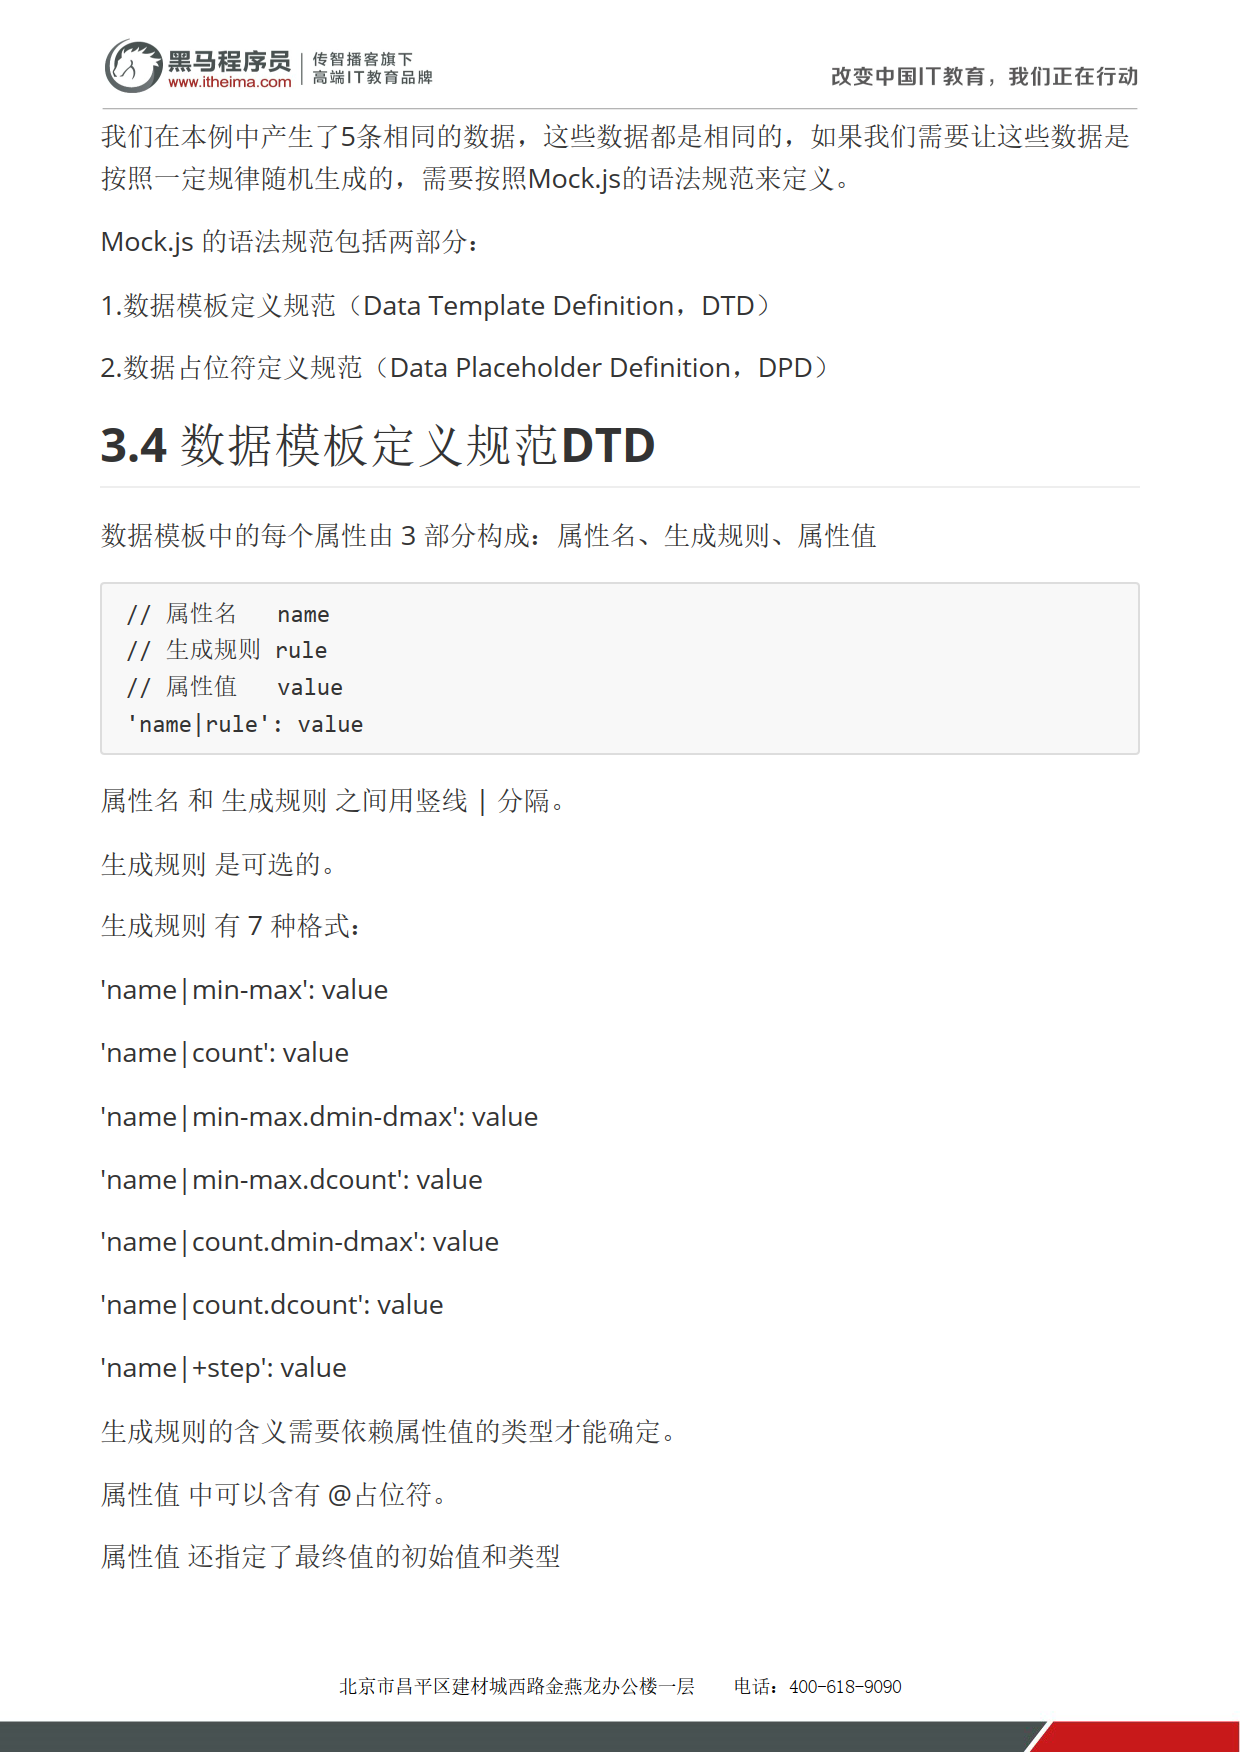 黑马程序员
www.itheima.com
传智播客旗下
高端IT教育品牌
改变中国IT教育，我们正在行动
我们在本例中产生了5条相同的数据，这些数据都是相同的，如果我们需要让这些数据是
按照一定规律随机生成的，需要按照Mock.js的语法规范来定义。
Mock.js 的语法规范包括两部分：
1.数据模板定义规范（Data Template Definition，DTD）
2.数据占位符定义规范（Data Placeholder Definition，DPD）
3.4 数据模板定义规范DTD
数据模板中的每个属性由 3 部分构成：属性名、生成规则、属性值
// 属性名   name
// 生成规则 rule
// 属性值   value
'name|rule': value
属性名 和 生成规则 之间用竖线 | 分隔。
生成规则 是可选的。
生成规则 有 7 种格式：
'name|min-max': value
'name|count': value
'name|min-max.dmin-dmax': value
'name|min-max.dcount': value
'name|count.dmin-dmax': value
'name|count.dcount': value
'name|+step': value
生成规则的含义需要依赖属性值的类型才能确定。
属性值 中可以含有 @占位符。
属性值 还指定了最终值的初始值和类型
北京市昌平区建材城西路金燕龙办公楼一层 电话：400-618-9090